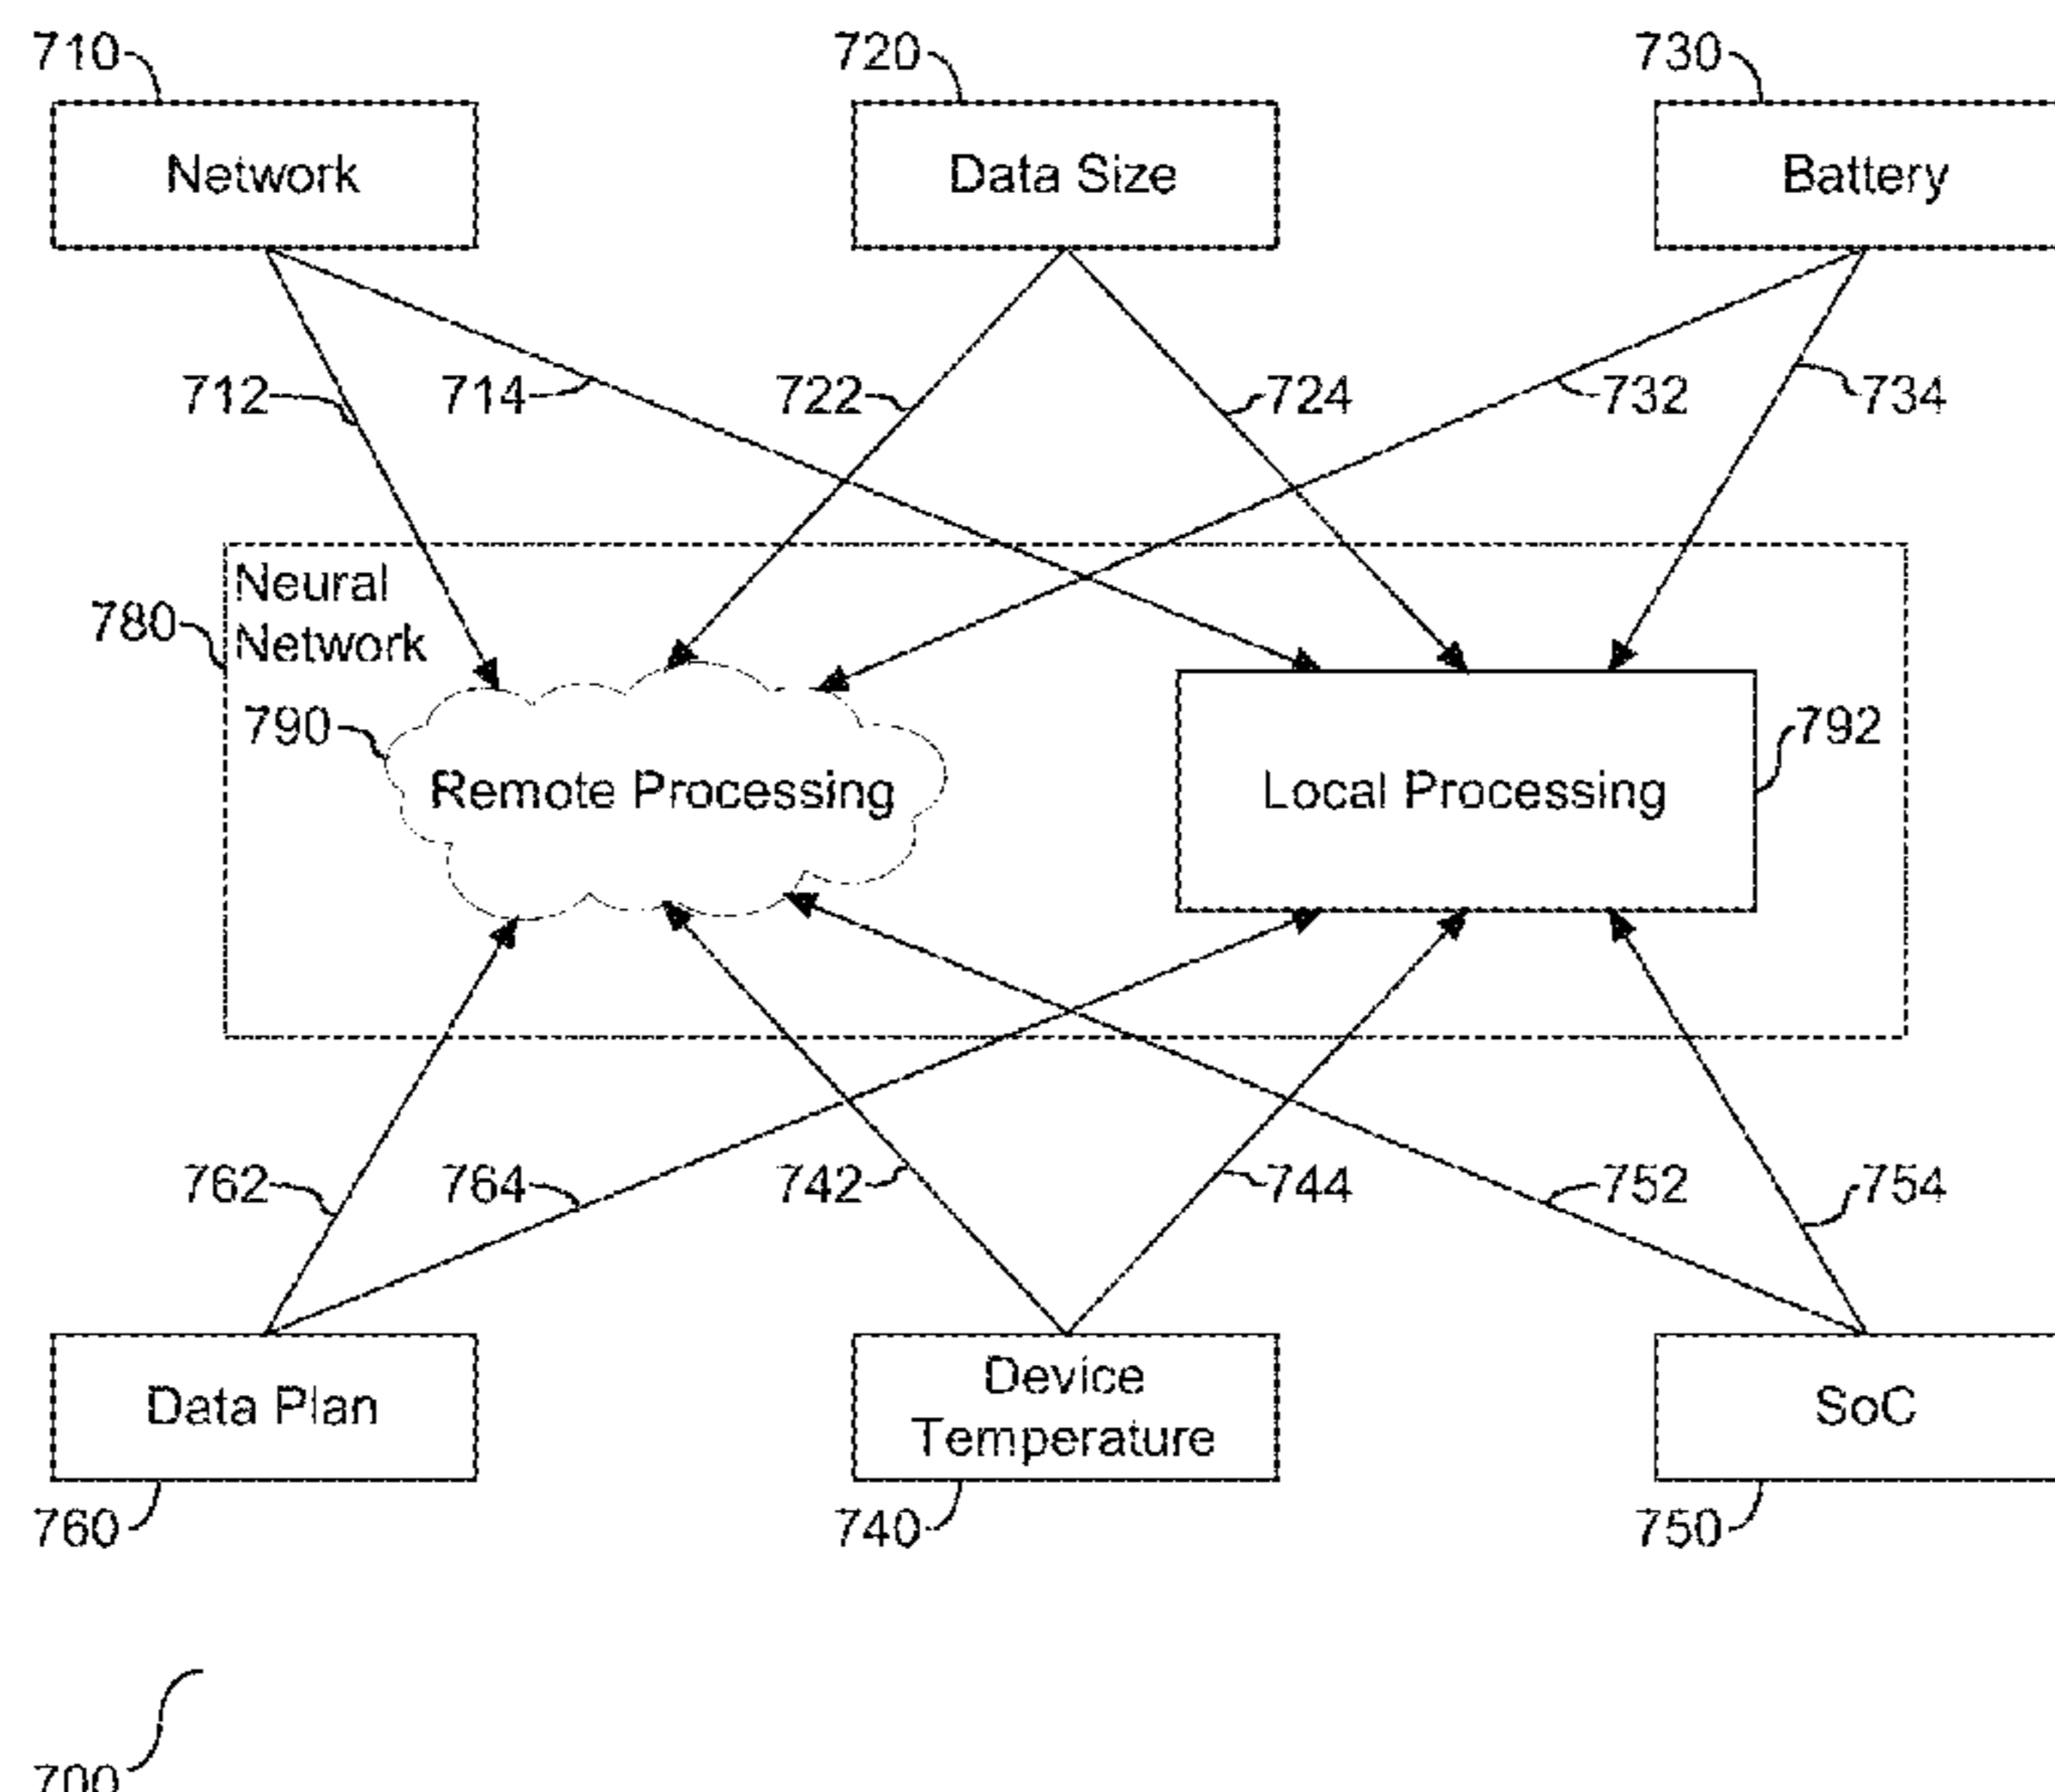 710
720
730
Network
Data Size
Battery
712
714
722
724
732
734
Neural
Network
780
790
792
Remote Processing
Local Processing
762
764
742
744
752
754
Data Plan
Device
Temperature
SoC
760
740
750
700